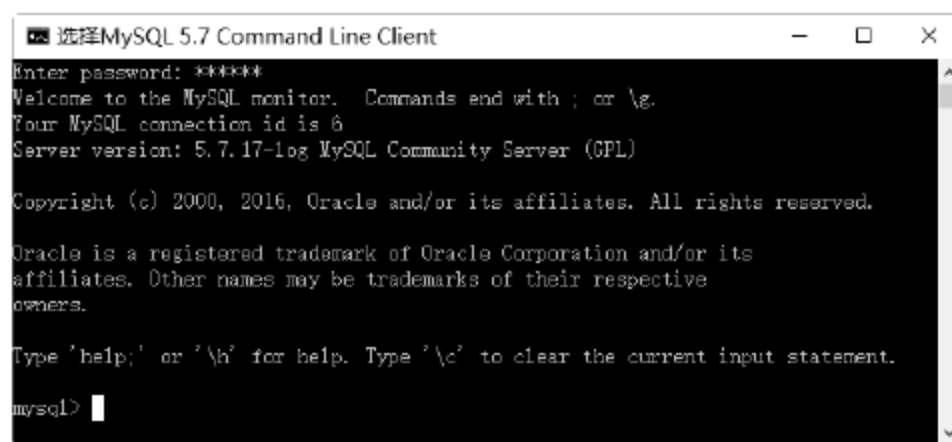 选择MySQL 5.7 Command Line Client
Enter password: ******
Welcome to the MySQL monitor.  Commands end with ; or \g.
Your MySQL connection id is 6
Server version: 5.7.17-log MySQL Community Server (GPL)
Copyright (c) 2000, 2016, Oracle and/or its affiliates. All rights reserved.
Oracle is a registered trademark of Oracle Corporation and/or its
affiliates. Other names may be trademarks of their respective
owners.
Type 'help;' or '\h' for help. Type '\c' to clear the current input statement.
mysql>